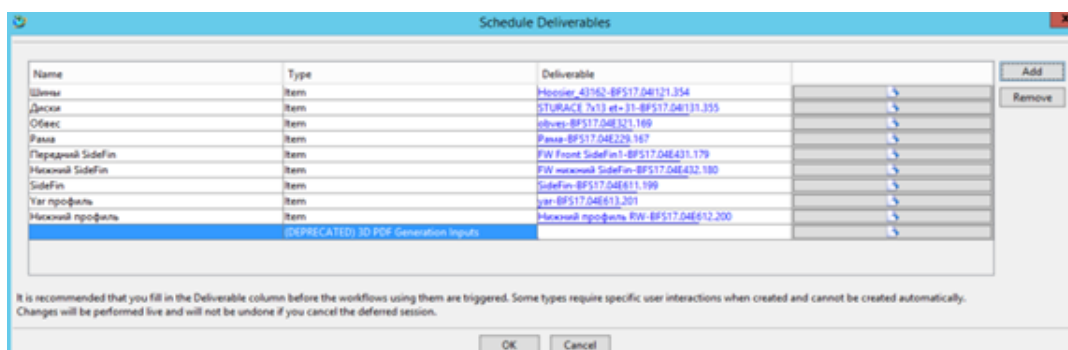 Schedule Deliverables
Name Type Deliverable
Add
Шины Item Hoosier_43162-BFS17.04I121.354
Remove
Диски Item STURACE 7x13 et+31-BFS17.04I131.355
Обвес Item obves-BFS17.04E321.169
Рама Item Рама-BFS17.04E229.167
Передний SideFin Item FW Front SideFin1-BFS17.04E431.179
Нижний SideFin Item FW нижний SideFin-BFS17.04E432.180
SideFin Item SideFin-BFS17.04E611.199
Yar профиль Item yar-BFS17.04E613.201
Нижний профиль Item Нижний профиль RW-BFS17.04E612.200
(DEPRECATED) 3D PDF Generation Inputs
It is recommended that you fill in the Deliverable column before the workflows using them are triggered. Some types require specific user interactions when created and cannot be created automatically.
Changes will be performed live and will not be undone if you cancel the deferred session.
OK Cancel